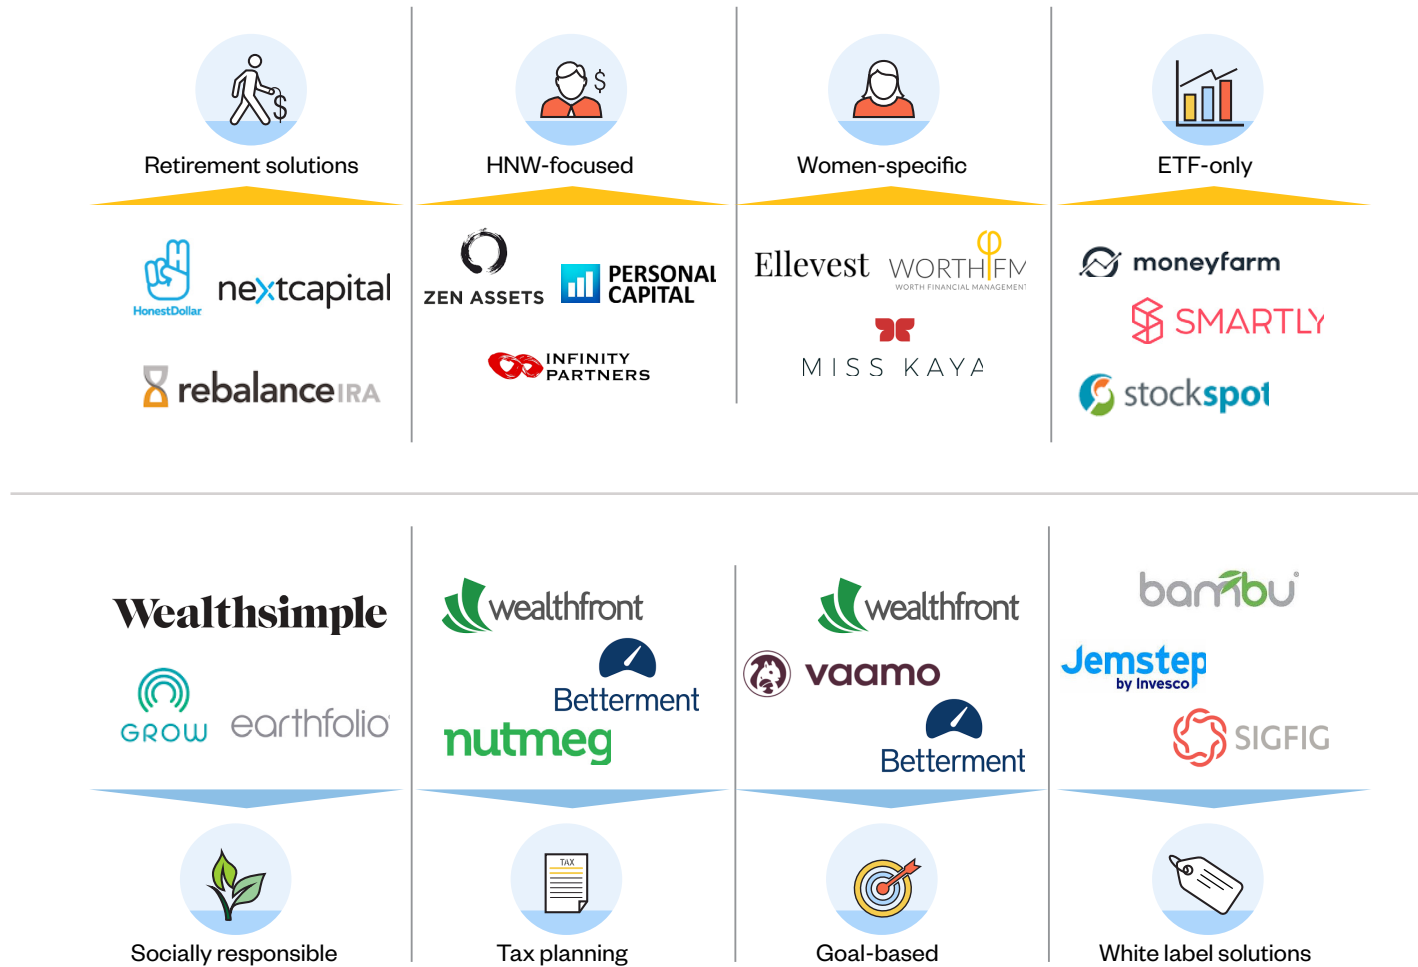 Retirement solutions
HNW-focused
Women-specific
ETF-only
HonestDollar
nextcapital
rebalanceIRA
ZEN ASSETS
PERSONAL
CAPITAL
INFINITY
PARTNERS
Ellevest
WORTHFM
WORTH FINANCIAL MANAGEMENT
MISS KAYA
moneyfarm
SMARTLY
stockspot
Wealthsimple
GROW
earthfolio
wealthfront
Betterment
nutmeg
wealthfront
vaamo
Betterment
bambu®
Jemstep
by Invesco
SIGFIG
TAX
Socially responsible
Tax planning
Goal-based
White label solutions